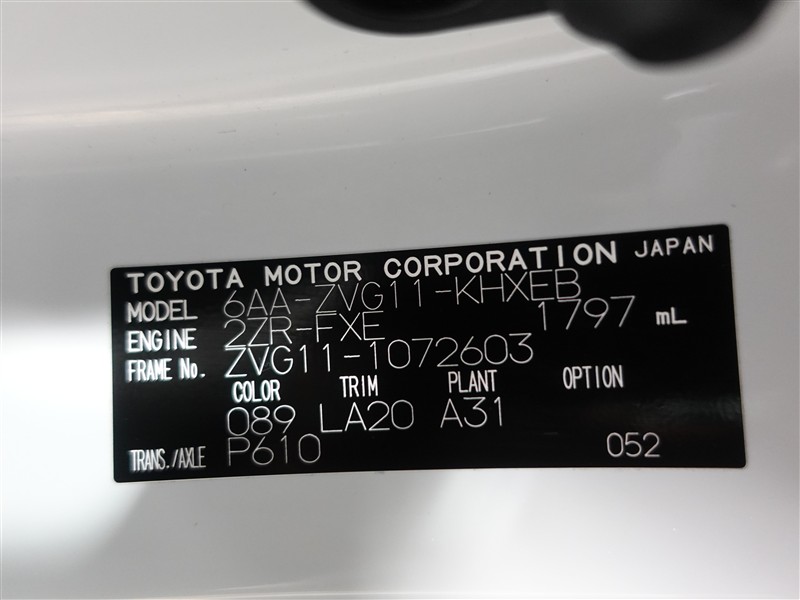 TOYOTA MOTOR CORPORATION JAPAN
MODEL 6AA-ZVG11-KHXEB
ENGINE 2ZR-FXE 1797 mL
FRAME No. ZVG11-1072603
COLOR TRIM PLANT OPTION
089 LA20 A31
TRANS./AXLE P610 052